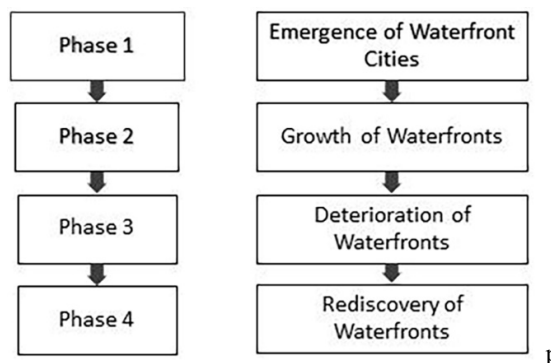 Phase 1
Emergence of Waterfront
Cities
Phase 2
Growth of Waterfronts
Phase 3
Deterioration of
Waterfronts
Phase 4
Rediscovery of
Waterfronts